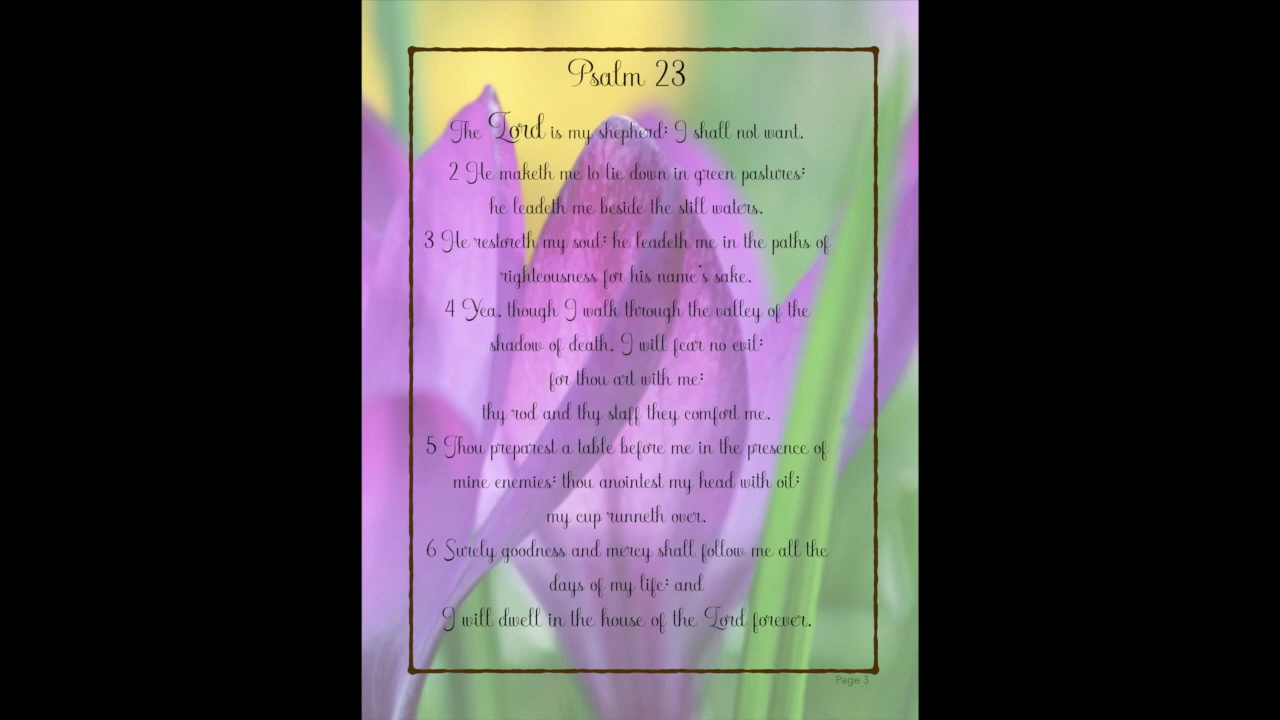 Psalm 23
The Lord is my shepherd; I shall not want.
2 He maketh me to lie down in green pastures:
he leadeth me beside the still waters.
3 He restoreth my soul: he leadeth me in the paths of
righteousness for his name's sake.
4 Yea, though I walk through the valley of the
shadow of death, I will fear no evil:
for thou art with me;
thy rod and thy staff they comfort me.
5 Thou preparest a table before me in the presence of
mine enemies: thou anointest my head with oil;
my cup runneth over.
6 Surely goodness and mercy shall follow me all the
days of my life: and
I will dwell in the house of the Lord forever.
Page 3